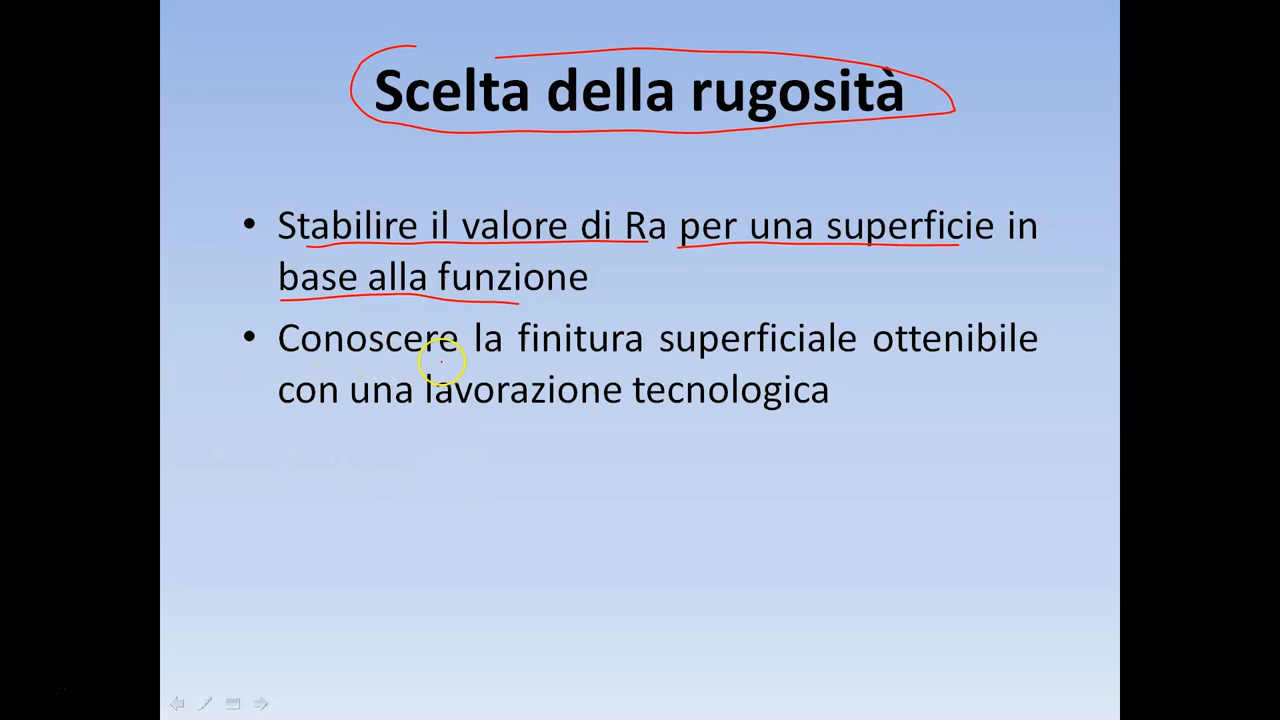 Scelta della rugosità
• Stabilire il valore di Ra per una superficie in
base alla funzione
• Conoscere la finitura superficiale ottenibile
con una lavorazione tecnologica